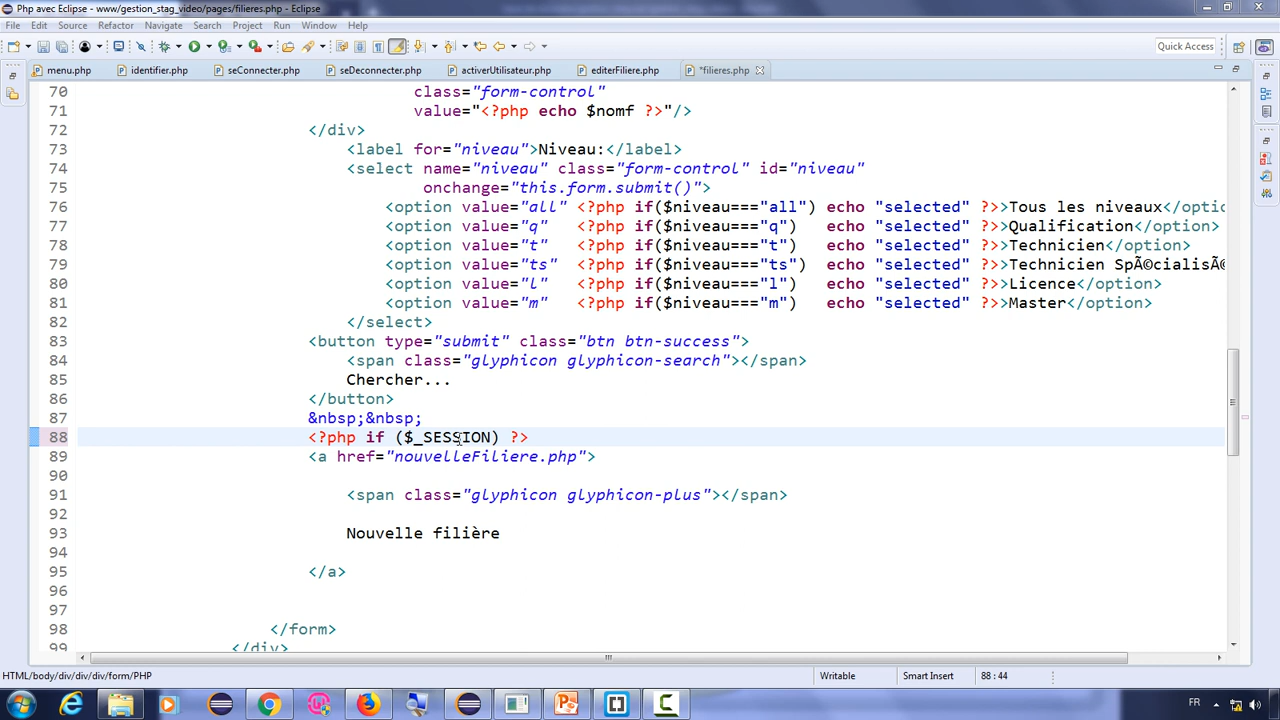 Php avec Eclipse - www/gestion_stag_video/pages/filieres.php - Eclipse
File Edit Source Refactor Navigate Search Project Run Window Help
Quick Access
menu.php identifier.php seConnecter.php seDeconnecter.php activerUtilisateur.php editerFiliere.php *filieres.php
70 class="form-control"
71 value="<?php echo $nomf ?>"/>
72 </div>
73 <label for="niveau">Niveau:</label>
74 <select name="niveau" class="form-control" id="niveau"
75 onchange="this.form.submit()">
76 <option value="all" <?php if($niveau==="all") echo "selected" ?>>Tous les niveaux</optio
77 <option value="q" <?php if($niveau==="q") echo "selected" ?>>Qualification</option>
78 <option value="t" <?php if($niveau==="t") echo "selected" ?>>Technicien</option>
79 <option value="ts" <?php if($niveau==="ts") echo "selected" ?>>Technicien SpÃ©cialisÃ©
80 <option value="l" <?php if($niveau==="l") echo "selected" ?>>Licence</option>
81 <option value="m" <?php if($niveau==="m") echo "selected" ?>>Master</option>
82 </select>
83 <button type="submit" class="btn btn-success">
84 <span class="glyphicon glyphicon-search"></span>
85 Chercher...
86 </button>
87 &nbsp;&nbsp;
88 <?php if ($_SESSION) ?>
89 <a href="nouvelleFiliere.php">
90
91 <span class="glyphicon glyphicon-plus"></span>
92
93 Nouvelle filière
94
95 </a>
96
97
98 </form>
99 </div>
HTML/body/div/div/div/form/PHP Writable Smart Insert 88 : 44
FR